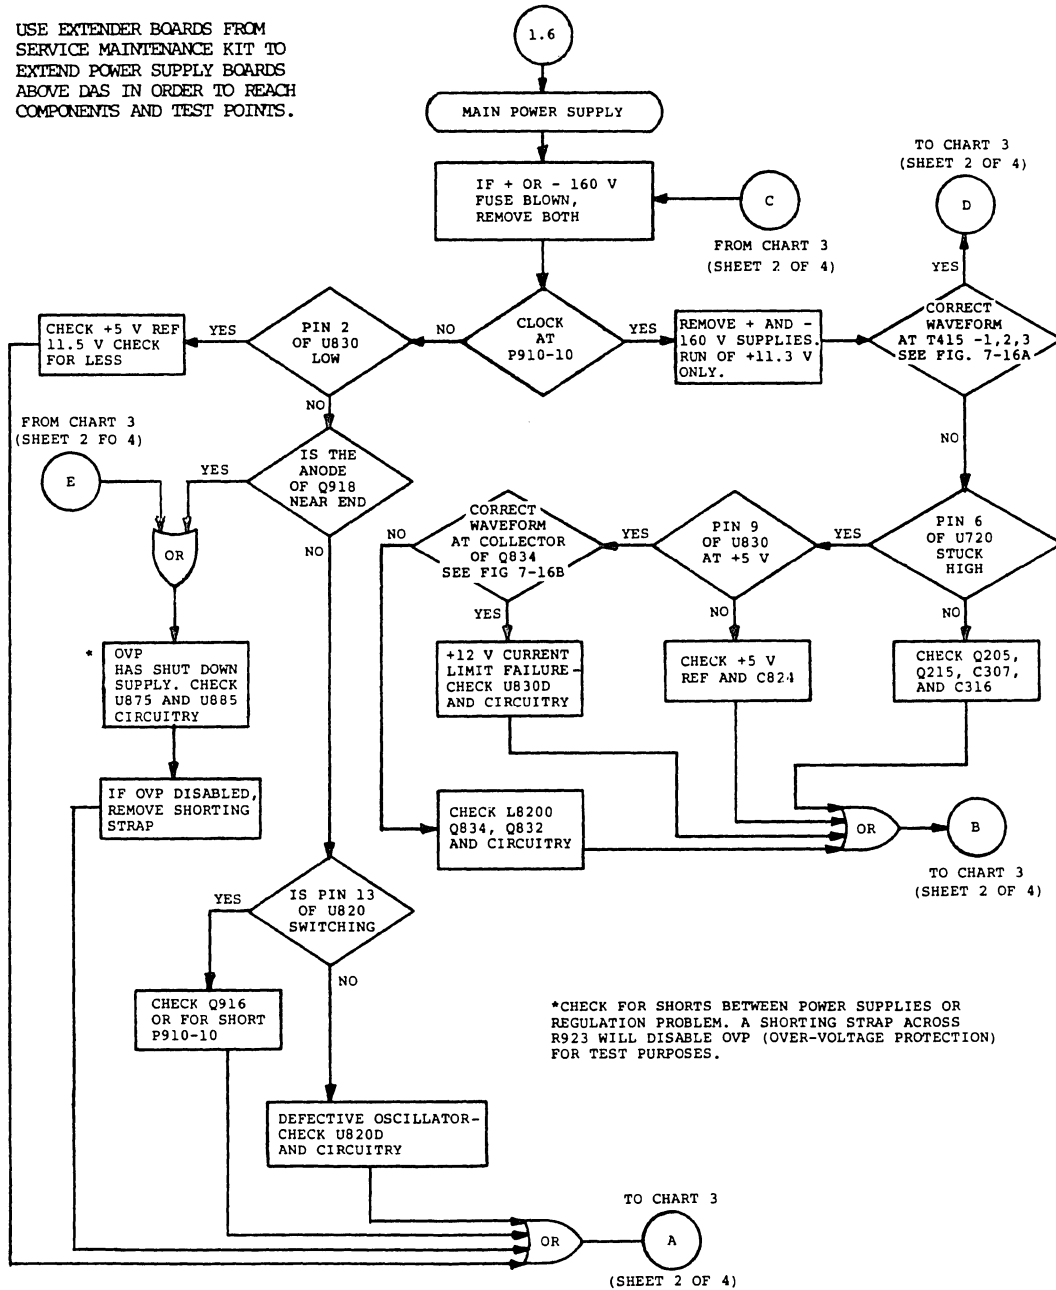 USE EXTENDER BOARDS FROM
SERVICE MAINTENANCE KIT TO
EXTEND POWER SUPPLY BOARDS
ABOVE DAS IN ORDER TO REACH
COMPONENTS AND TEST POINTS.
1.6
MAIN POWER SUPPLY
IF + OR - 160 V
FUSE BLOWN,
REMOVE BOTH
C
FROM CHART 3
(SHEET 2 OF 4)
TO CHART 3
(SHEET 2 OF 4)
D
YES
CHECK +5 V REF
11.5 V CHECK
FOR LESS
YES
PIN 2
OF U830
LOW
NO
CLOCK
AT
P910-10
YES
REMOVE + AND -
160 V SUPPLIES.
RUN OF +11.3 V
ONLY.
CORRECT
WAVEFORM
AT T415 -1,2,3
SEE FIG. 7-16A
NO
NO
FROM CHART 3
(SHEET 2 FO 4)
E
YES
IS THE
ANODE
OF Q918
NEAR END
NO
OR
NO
CORRECT
WAVEFORM
AT COLLECTOR
OF Q834
SEE FIG 7-16B
YES
YES
PIN 9
OF U830
AT +5 V
NO
YES
PIN 6
OF U720
STUCK
HIGH
NO
* OVP
HAS SHUT DOWN
SUPPLY. CHECK
U875 AND U885
CIRCUITRY
+12 V CURRENT
LIMIT FAILURE-
CHECK U830D
AND CIRCUITRY
CHECK +5 V
REF AND C824
CHECK Q205,
Q215, C307,
AND C316
IF OVP DISABLED,
REMOVE SHORTING
STRAP
CHECK L8200
Q834, Q832
AND CIRCUITRY
OR
B
TO CHART 3
(SHEET 2 OF 4)
YES
IS PIN 13
OF U820
SWITCHING
NO
CHECK Q916
OR FOR SHORT
P910-10
*CHECK FOR SHORTS BETWEEN POWER SUPPLIES OR
REGULATION PROBLEM. A SHORTING STRAP ACROSS
R923 WILL DISABLE OVP (OVER-VOLTAGE PROTECTION)
FOR TEST PURPOSES.
DEFECTIVE OSCILLATOR-
CHECK U820D
AND CIRCUITRY
OR
TO CHART 3
A
(SHEET 2 OF 4)